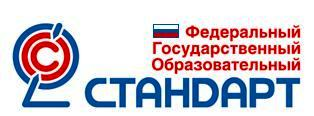 Федеральный
Государственный
Образовательный
СТАНДАРТ